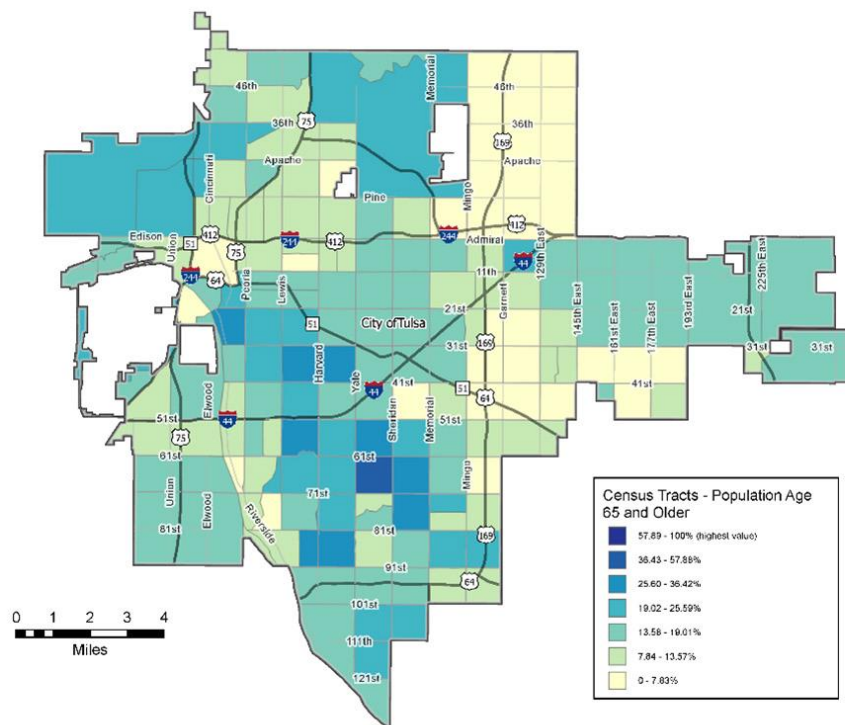 46th
Memorial
46th
36th
75
36th
169
Cincinnati
Apache
Apache
Pine
Mingo
Edison
Union
51
412
75
244
412
244
Admiral
412
129th East
244
64
Peoria
Lewis
11th
44
Garnett
145th East
161st East
177th East
193rd East
225th East
21st
21st
51
City of Tulsa
31st
169
31st
31st
Harvard
Yale
44
41st
Sheridan
Memorial
51
64
41st
51st
Elwood
44
75
51st
61st
61st
Union
Elwood
71st
Mingo
81st
Riverside
81st
169
91st
64
101st
111th
121st
0 1 2 3 4
Miles
Census Tracts - Population Age
65 and Older
57.89 - 100% (highest value)
36.43 - 57.88%
25.60 - 36.42%
19.02 - 25.59%
13.58 - 19.01%
7.84 - 13.57%
0 - 7.83%